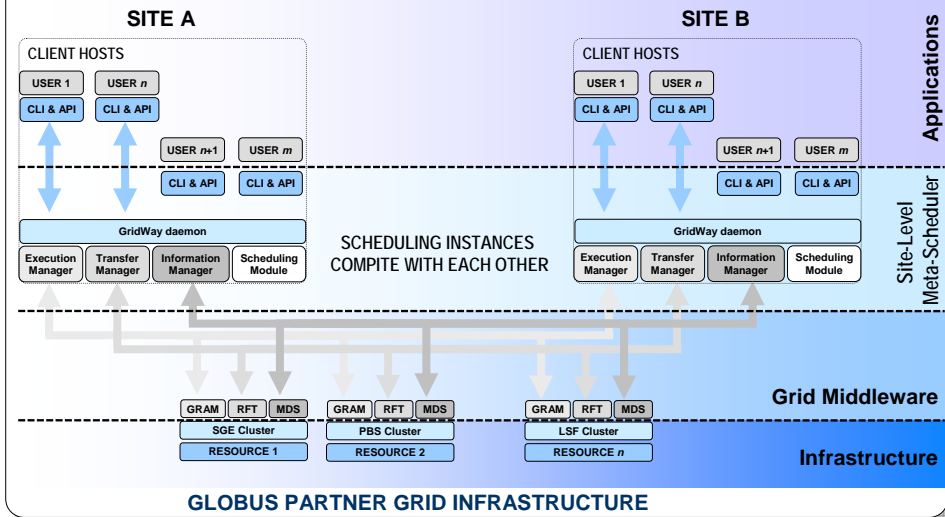 SITE A
SITE B
CLIENT HOSTS
CLIENT HOSTS
USER 1
USER n
USER 1
USER n
CLI & API
CLI & API
CLI & API
CLI & API
Applications
USER n+1
USER m
USER n+1
USER m
CLI & API
CLI & API
CLI & API
CLI & API
GridWay daemon
GridWay daemon
Execution Manager
Transfer Manager
Information Manager
Scheduling Module
SCHEDULING INSTANCES
COMPITE WITH EACH OTHER
Execution Manager
Transfer Manager
Information Manager
Scheduling Module
Site-Level
Meta-Scheduler
Grid Middleware
GRAM
RFT
MDS
GRAM
RFT
MDS
GRAM
RFT
MDS
SGE Cluster
PBS Cluster
LSF Cluster
RESOURCE 1
RESOURCE 2
RESOURCE n
Infrastructure
GLOBUS PARTNER GRID INFRASTRUCTURE